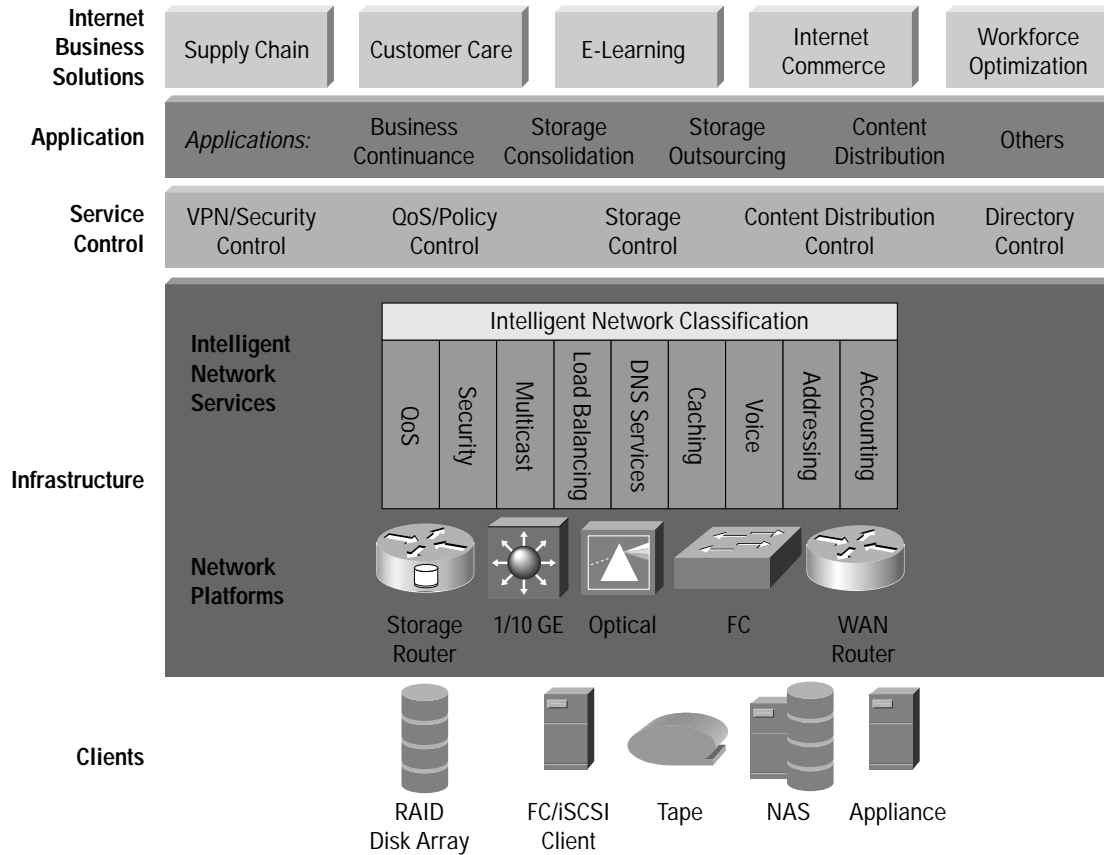 Internet
Business
Solutions
Supply Chain
Customer Care
E-Learning
Internet
Commerce
Workforce
Optimization
Application
Applications:
Business
Continuance
Storage
Consolidation
Storage
Outsourcing
Content
Distribution
Others
Service
Control
VPN/Security
Control
QoS/Policy
Control
Storage
Control
Content Distribution
Control
Directory
Control
Infrastructure
Intelligent
Network
Services
Intelligent Network Classification
QoS
Security
Multicast
Load Balancing
DNS Services
Caching
Voice
Addressing
Accounting
Network
Platforms
Storage
Router
1/10 GE
Optical
FC
WAN
Router
Clients
RAID
Disk Array
FC/iSCSI
Client
Tape
NAS
Appliance